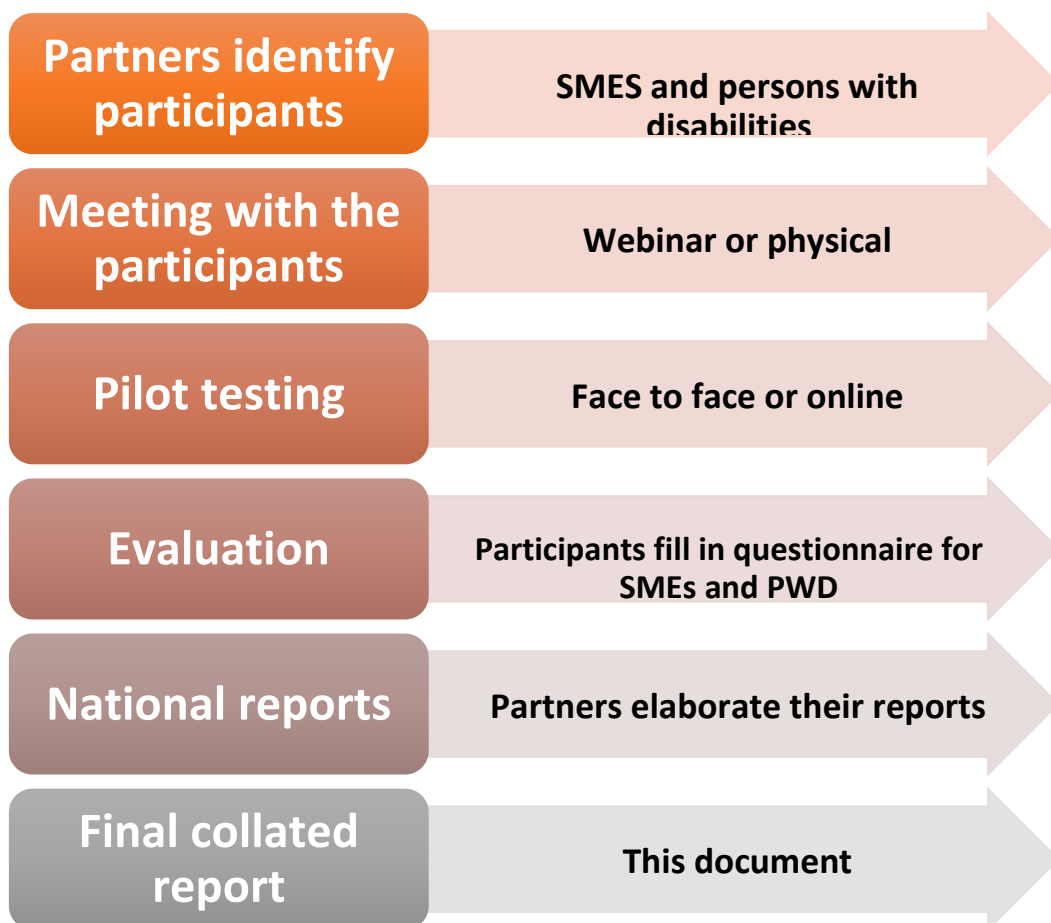 Partners identify
participants
SMES and persons with
disabilities
Meeting with the
participants
Webinar or physical
Pilot testing
Face to face or online
Evaluation
Participants fill in questionnaire for
SMEs and PWD
National reports
Partners elaborate their reports
Final collated
report
This document